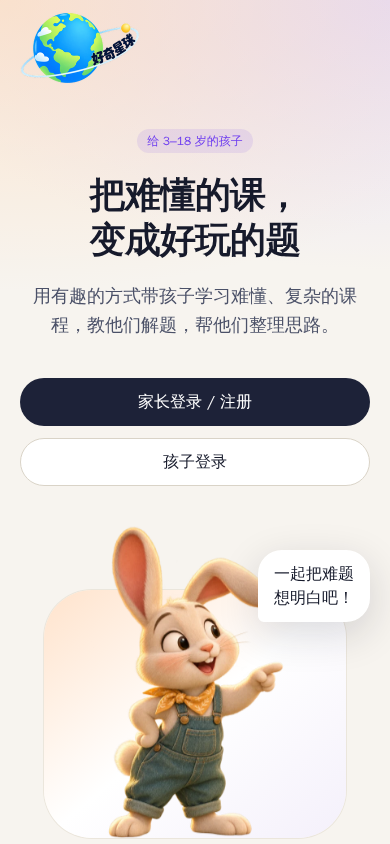 好奇星球
给 3–18 岁的孩子
把难懂的课，
变成好玩的题
用有趣的方式带孩子学习难懂、复杂的课
程，教他们解题，帮他们整理思路。
家长登录 / 注册
孩子登录
一起把难题
想明白吧！